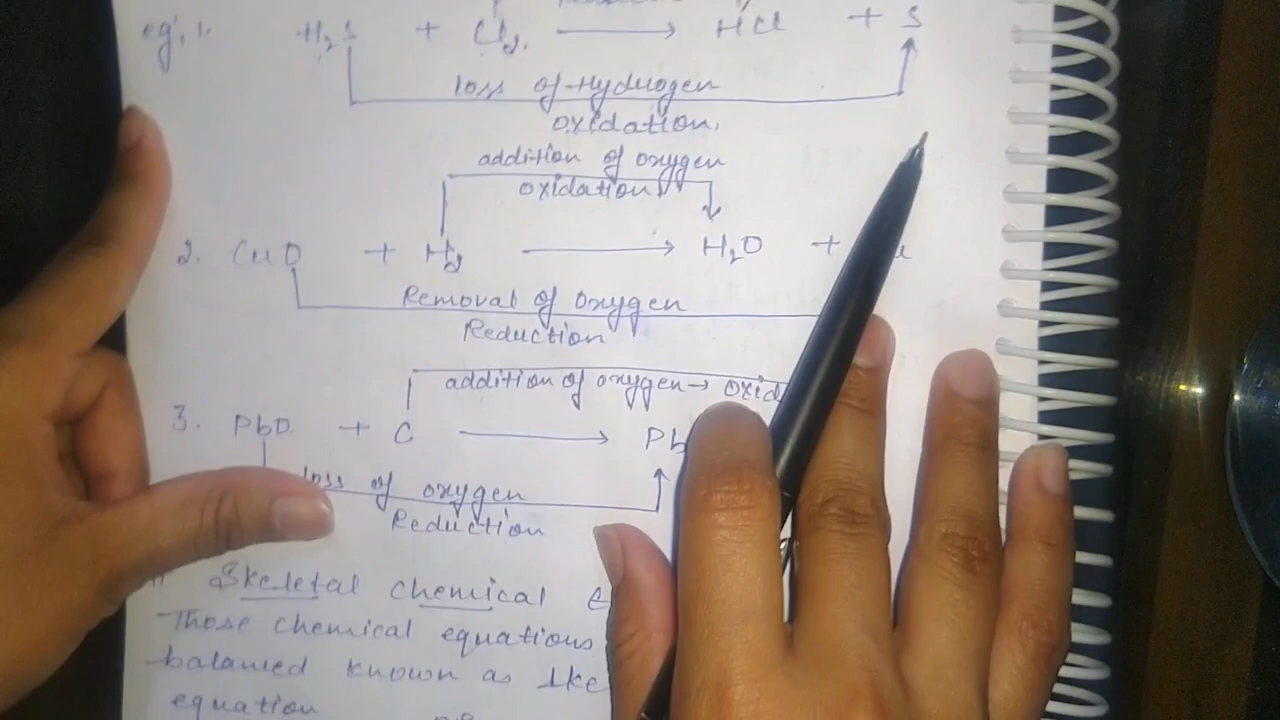 eg, 1. H₂S + Cl₂. → HCl + S
loss of Hydrogen
oxidation,
addition of oxygen
oxidation
2. CuO + H₂ → H₂O +
Removal of oxygen
Reduction
addition of oxygen → oxid
3. PbO. + C → Pb
loss of oxygen
Reduction
Skeletal chemical
Those chemical equations
balanced known as ske
equation